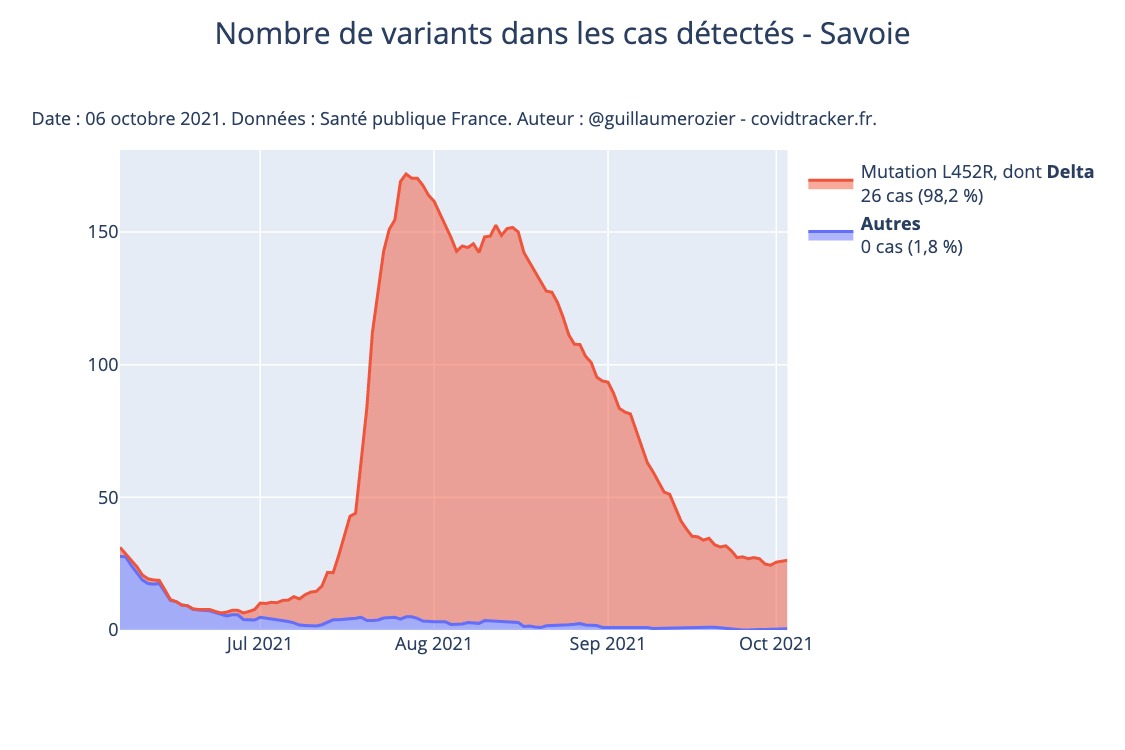 Nombre de variants dans les cas détectés - Savoie
Date : 06 octobre 2021. Données : Santé publique France. Auteur : @guillaumerozier - covidtracker.fr.
Mutation L452R, dont Delta
26 cas (98,2 %)
Autres
0 cas (1,8 %)
150
100
50
0
Jul 2021
Aug 2021
Sep 2021
Oct 2021